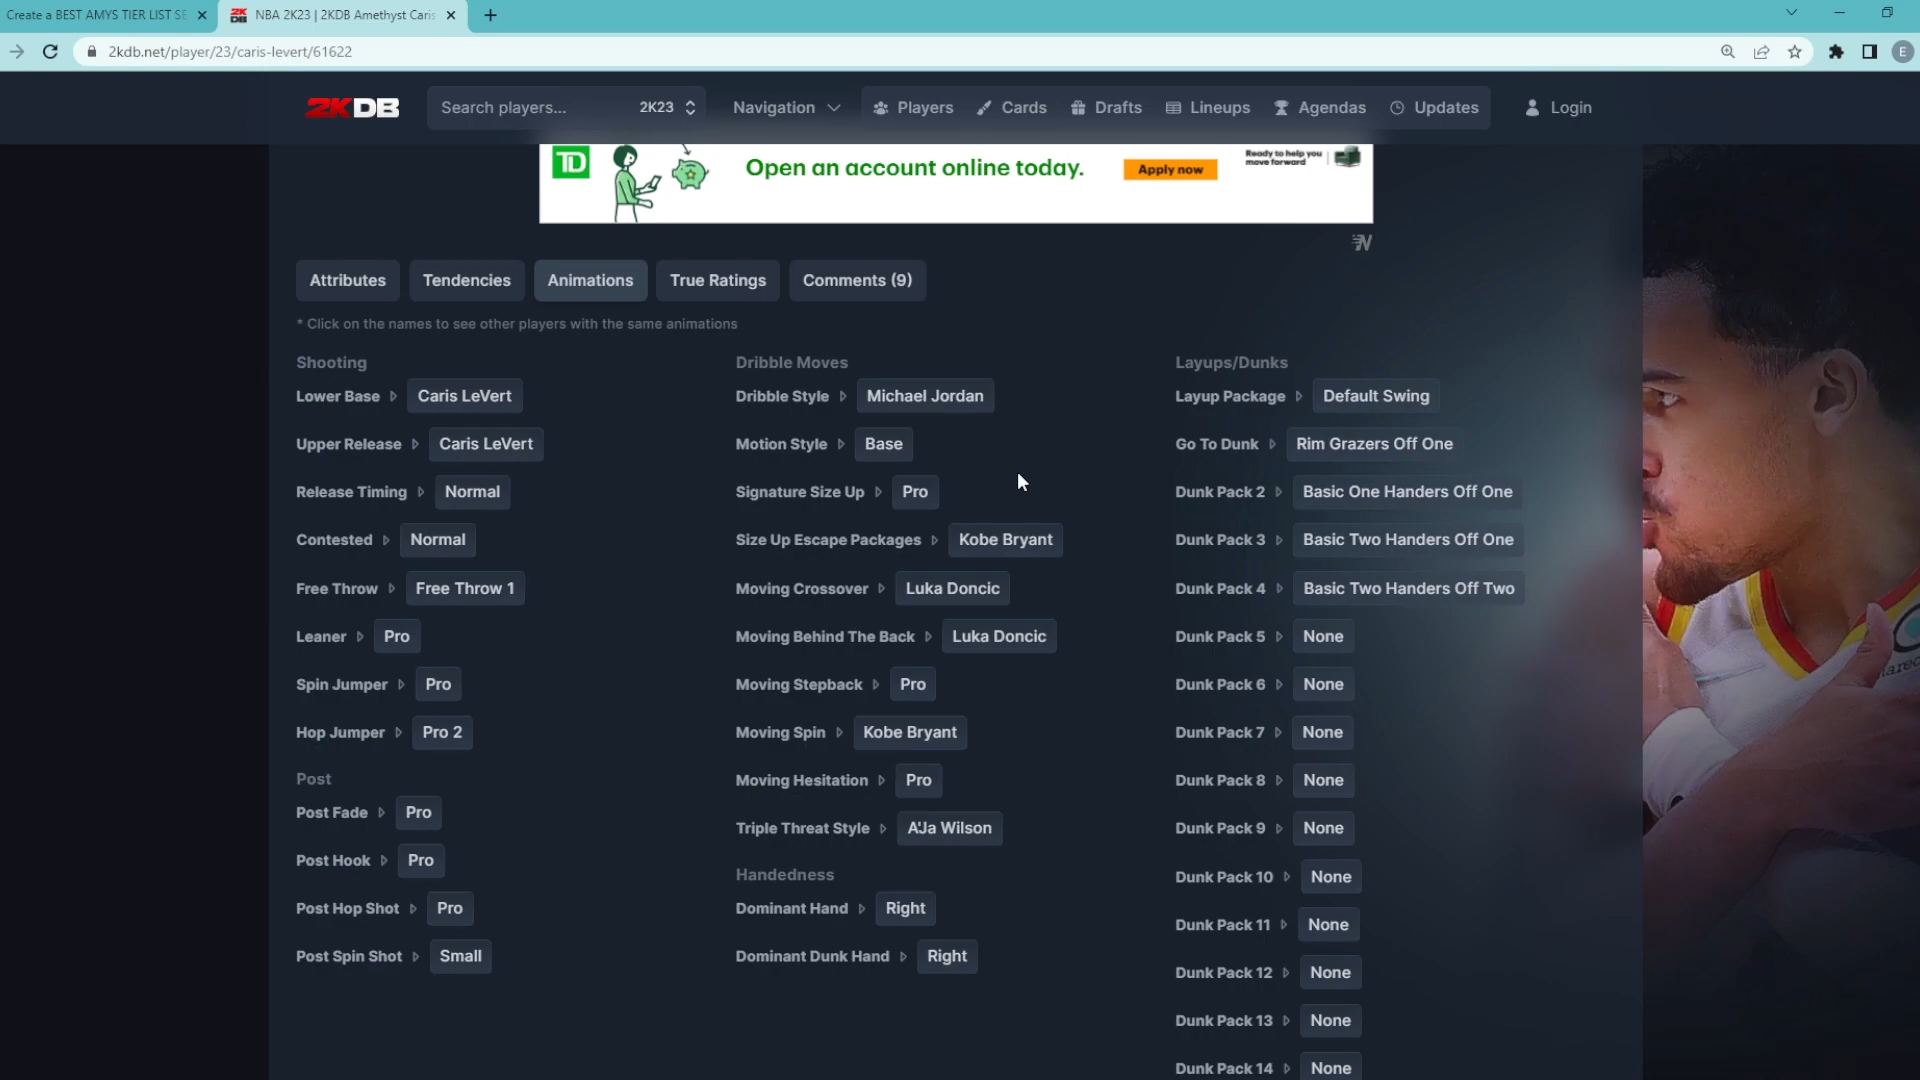 Create a BEST AMYS TIER LIST SE
NBA 2K23 | 2KDB Amethyst Caris
2kdb.net/player/23/caris-levert/61622
E
2KDB
Search players...
2K23
Navigation
Players
Cards
Drafts
Lineups
Agendas
Updates
Login
TD
Open an account online today.
Apply now
Ready to help you
move forward
Attributes
Tendencies
Animations
True Ratings
Comments (9)
* Click on the names to see other players with the same animations
Shooting
Lower Base Caris LeVert
Upper Release Caris LeVert
Release Timing Normal
Contested Normal
Free Throw Free Throw 1
Leaner Pro
Spin Jumper Pro
Hop Jumper Pro 2
Post
Post Fade Pro
Post Hook Pro
Post Hop Shot Pro
Post Spin Shot Small
Dribble Moves
Dribble Style Michael Jordan
Motion Style Base
Signature Size Up Pro
Size Up Escape Packages Kobe Bryant
Moving Crossover Luka Doncic
Moving Behind The Back Luka Doncic
Moving Stepback Pro
Moving Spin Kobe Bryant
Moving Hesitation Pro
Triple Threat Style A'Ja Wilson
Handedness
Dominant Hand Right
Dominant Dunk Hand Right
Layups/Dunks
Layup Package Default Swing
Go To Dunk Rim Grazers Off One
Dunk Pack 2 Basic One Handers Off One
Dunk Pack 3 Basic Two Handers Off One
Dunk Pack 4 Basic Two Handers Off Two
Dunk Pack 5 None
Dunk Pack 6 None
Dunk Pack 7 None
Dunk Pack 8 None
Dunk Pack 9 None
Dunk Pack 10 None
Dunk Pack 11 None
Dunk Pack 12 None
Dunk Pack 13 None
Dunk Pack 14 None